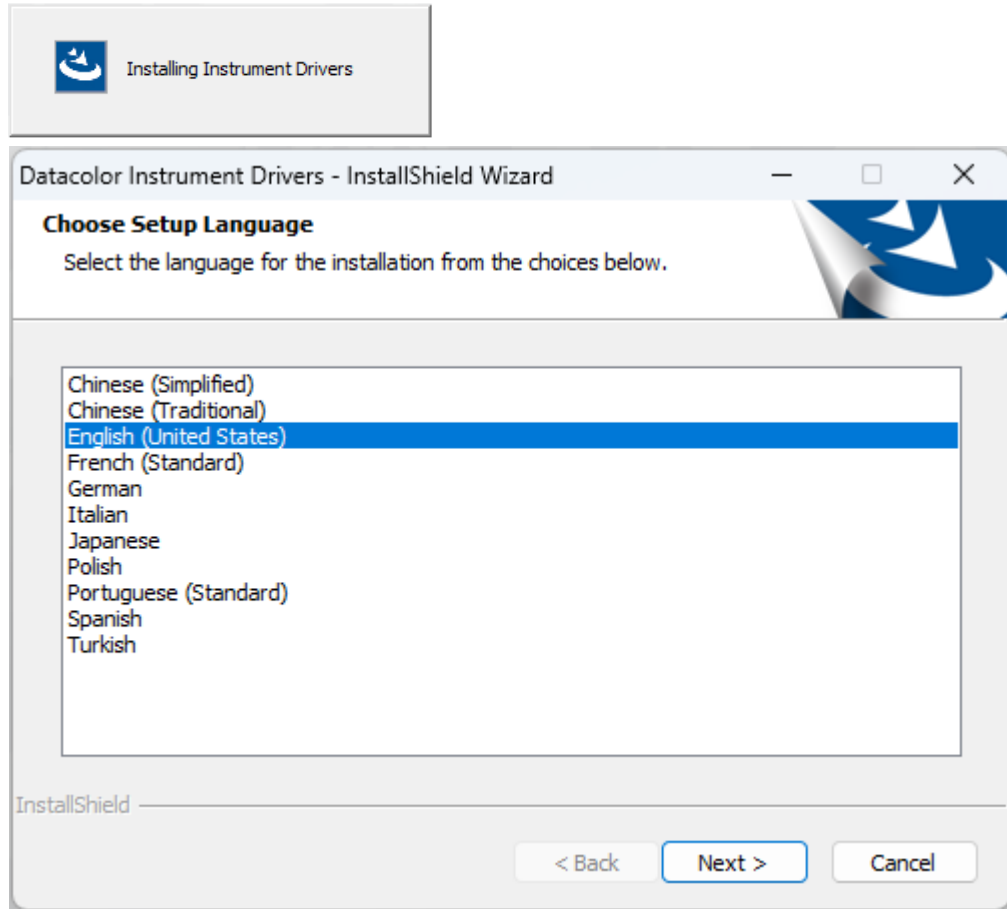 Installing Instrument Drivers
Datacolor Instrument Drivers - InstallShield Wizard
Choose Setup Language
Select the language for the installation from the choices below.
Chinese (Simplified)
Chinese (Traditional)
English (United States)
French (Standard)
German
Italian
Japanese
Polish
Portuguese (Standard)
Spanish
Turkish
InstallShield
< Back Next > Cancel